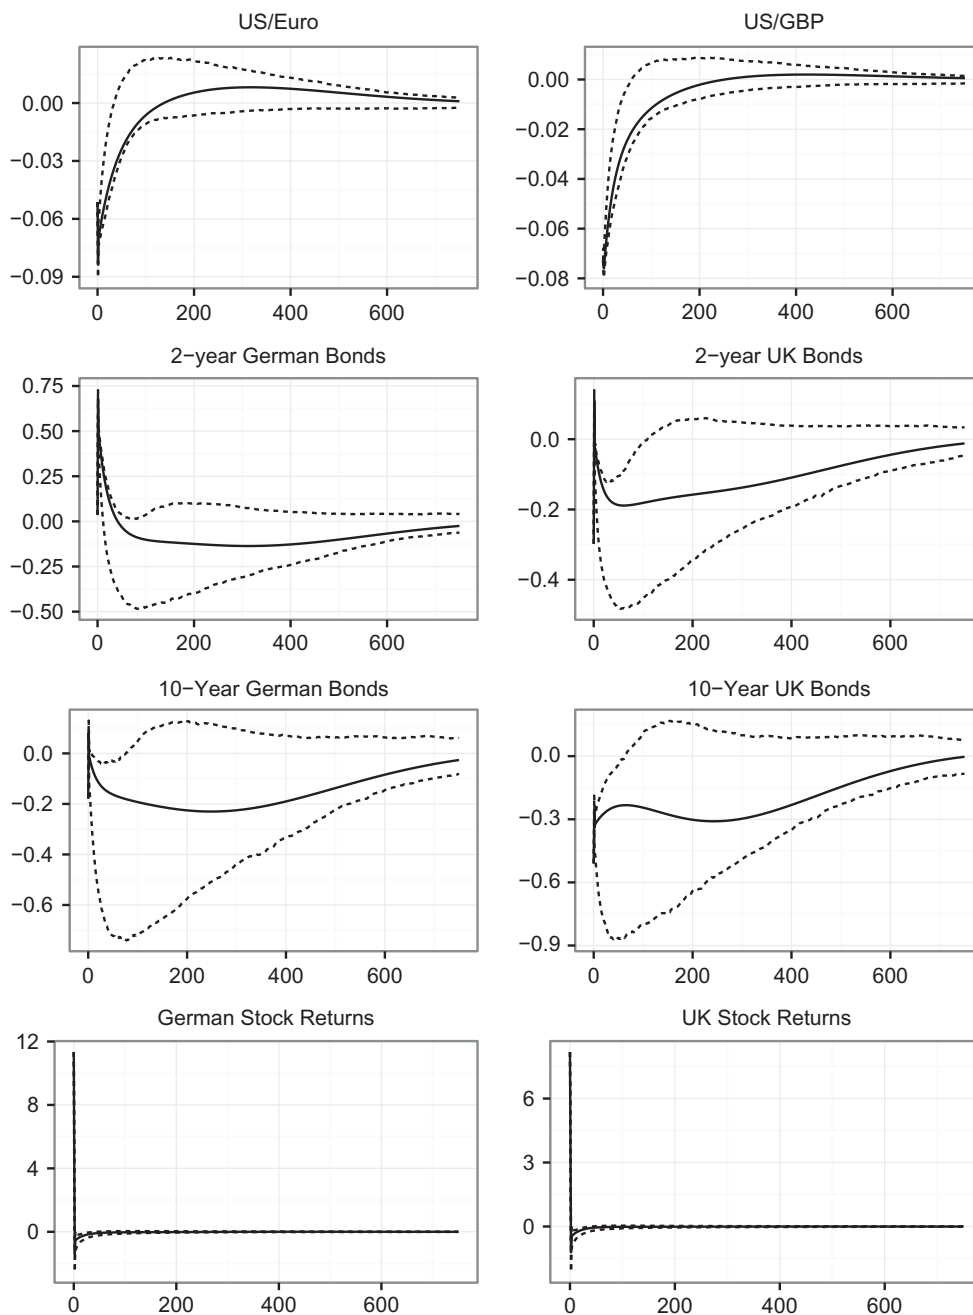 US/Euro
US/GBP
0.00
−0.03
−0.06
−0.09
0 200 400 600
0.00
−0.02
−0.04
−0.06
−0.08
0 200 400 600
2−year German Bonds
2−year UK Bonds
0.75
0.50
0.25
0.00
−0.25
−0.50
0 200 400 600
0.0
−0.2
−0.4
0 200 400 600
10−Year German Bonds
10−Year UK Bonds
0.0
−0.2
−0.4
−0.6
0 200 400 600
0.0
−0.3
−0.6
−0.9
0 200 400 600
German Stock Returns
UK Stock Returns
12
8
4
0
0 200 400 600
6
3
0
0 200 400 600